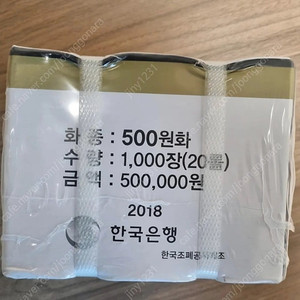 화 종 : 500원화
수 량 : 1,000장(20롤)
금 액 : 500,000원
2018
한국은행
한국조폐공사제조